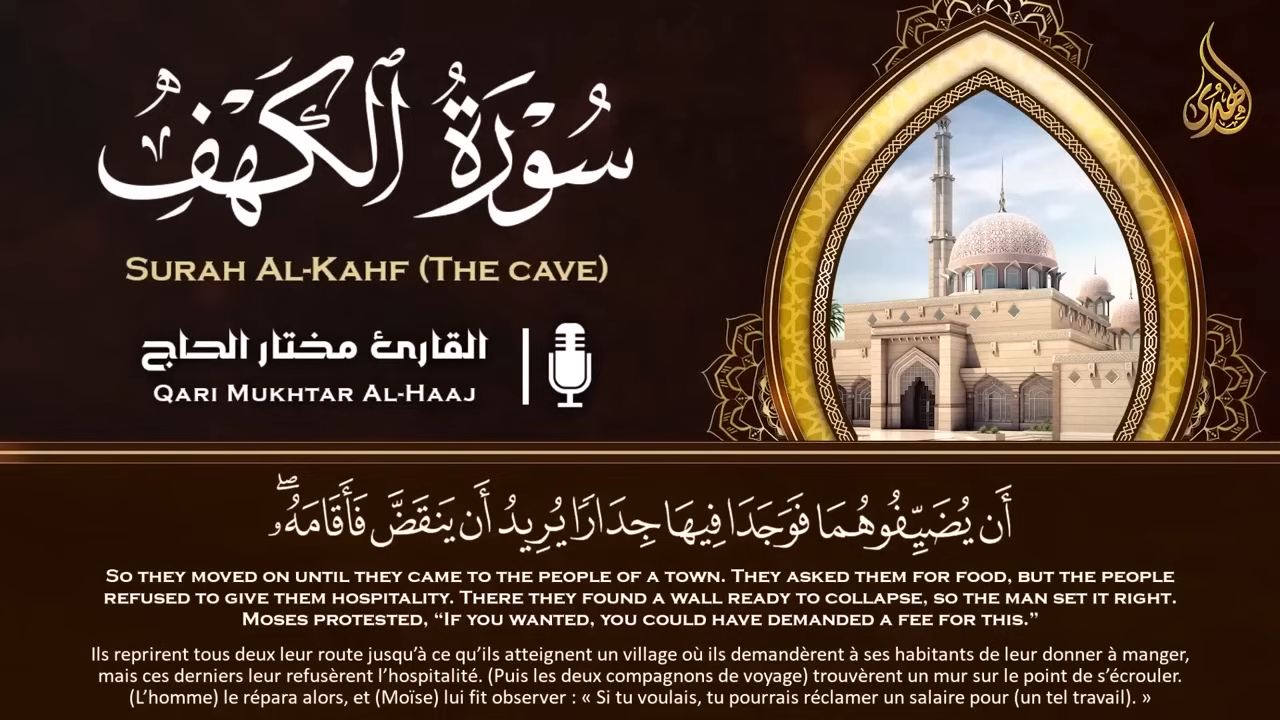 سُورَةُ ٱلْكَهْفِ
هُدًى
SURAH AL-KAHF (THE CAVE)
القارئ مختار الحاج
QARI MUKHTAR AL-HAAJ
أَن يُضَيِّفُوهُمَا فَوَجَدَا فِيهَا جِدَارًا يُرِيدُ أَن يَنقَضَّ فَأَقَامَهُۥۖ
SO THEY MOVED ON UNTIL THEY CAME TO THE PEOPLE OF A TOWN. THEY ASKED THEM FOR FOOD, BUT THE PEOPLE
REFUSED TO GIVE THEM HOSPITALITY. THERE THEY FOUND A WALL READY TO COLLAPSE, SO THE MAN SET IT RIGHT.
MOSES PROTESTED, “IF YOU WANTED, YOU COULD HAVE DEMANDED A FEE FOR THIS.”
Ils reprirent tous deux leur route jusqu’à ce qu’ils atteignent un village où ils demandèrent à ses habitants de leur donner à manger,
mais ces derniers leur refusèrent l’hospitalité. (Puis les deux compagnons de voyage) trouvèrent un mur sur le point de s’écrouler.
(L’homme) le répara alors, et (Moïse) lui fit observer : « Si tu voulais, tu pourrais réclamer un salaire pour (un tel travail). »